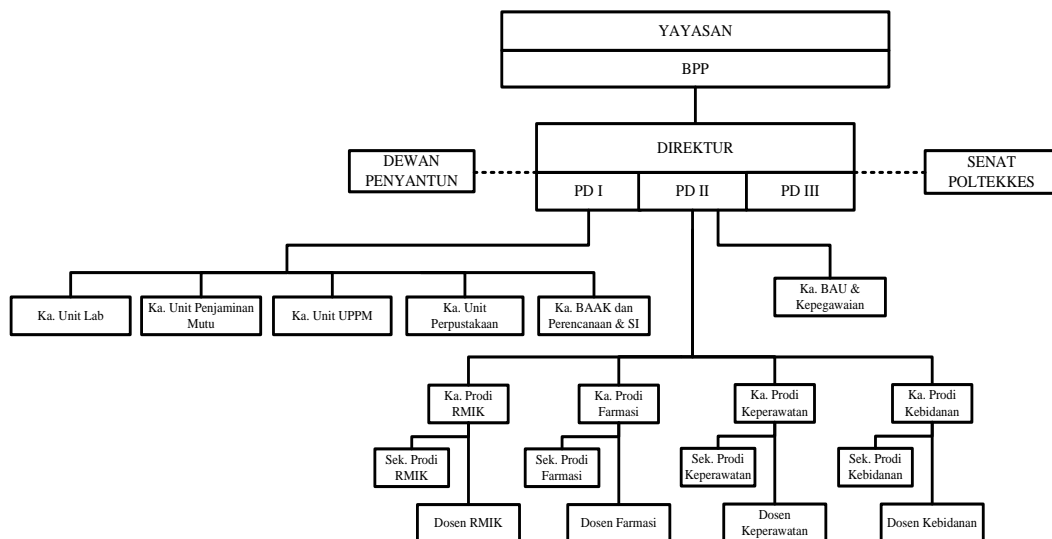 YAYASAN
BPP
DIREKTUR
DEWAN
PENYANTUN
SENAT
POLTEKKES
PD I
PD II
PD III
Ka. Unit Lab
Ka. Unit Penjaminan
Mutu
Ka. Unit UPPM
Ka. Unit
Perpustakaan
Ka. BAAK dan
Perencanaan & SI
Ka. BAU &
Kepegawaian
Ka. Prodi
RMIK
Ka. Prodi
Farmasi
Ka. Prodi
Keperawatan
Ka. Prodi
Kebidanan
Sek. Prodi
RMIK
Sek. Prodi
Farmasi
Sek. Prodi
Keperawatan
Sek. Prodi
Kebidanan
Dosen RMIK
Dosen Farmasi
Dosen
Keperawatan
Dosen Kebidanan